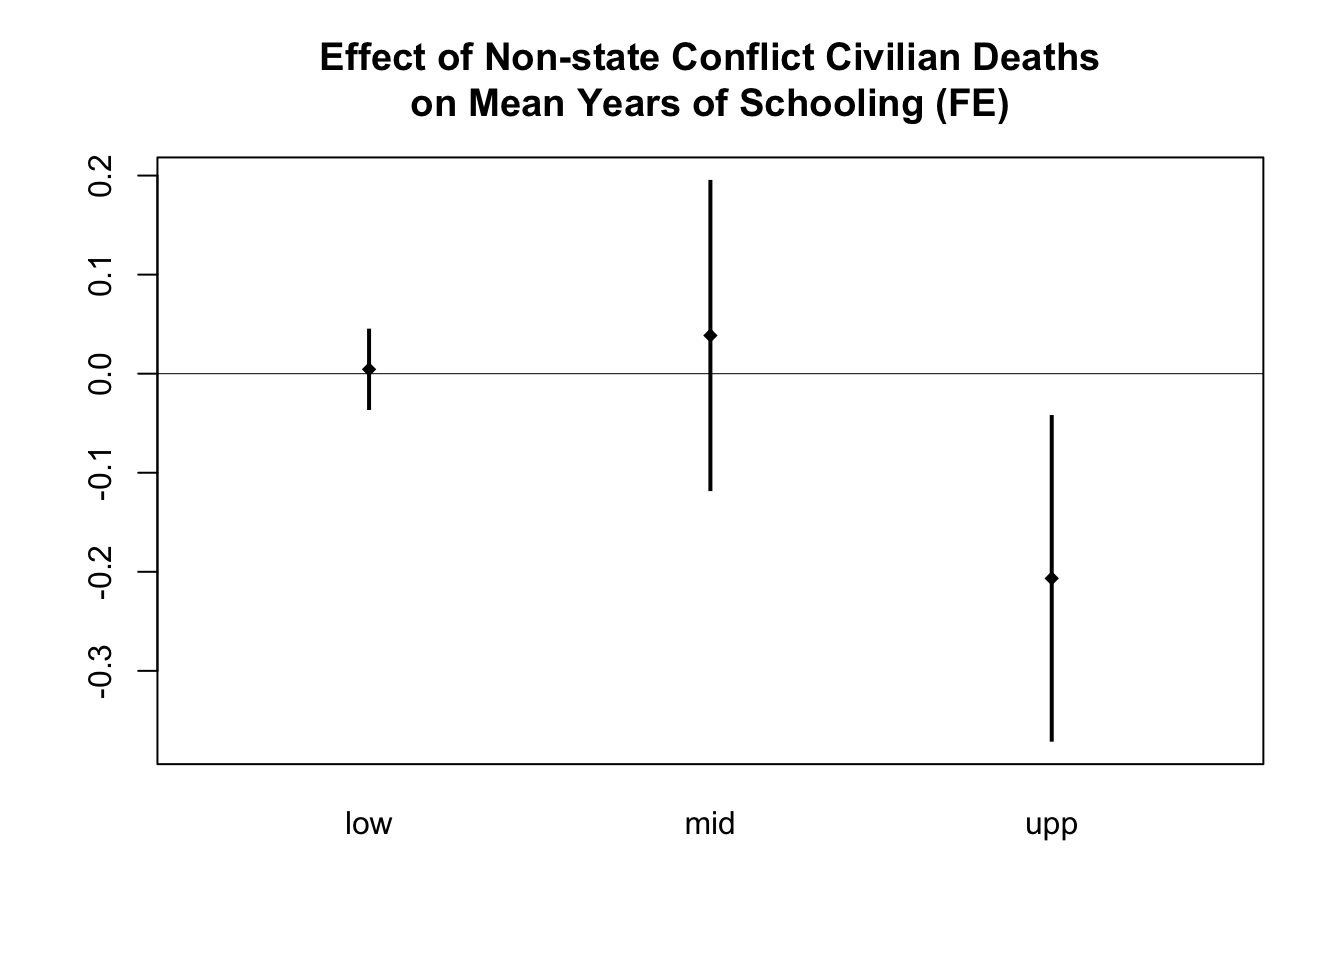 Effect of Non-state Conflict Civilian Deaths
on Mean Years of Schooling (FE)
0.2
0.1
0.0
-0.1
-0.2
-0.3
low mid upp